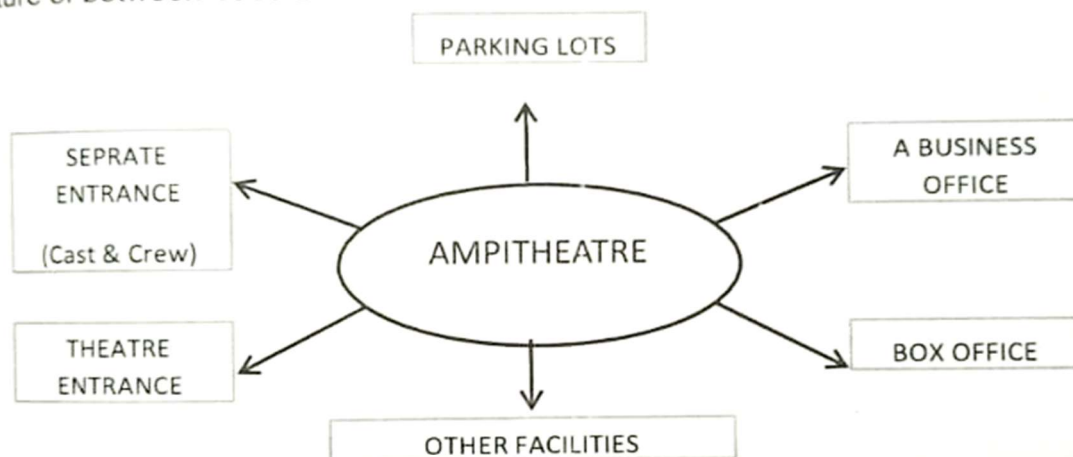 PARKING LOTS
SEPRATE
ENTRANCE
(Cast & Crew)
A BUSINESS
OFFICE
AMPITHEATRE
THEATRE
ENTRANCE
BOX OFFICE
OTHER FACILITIES